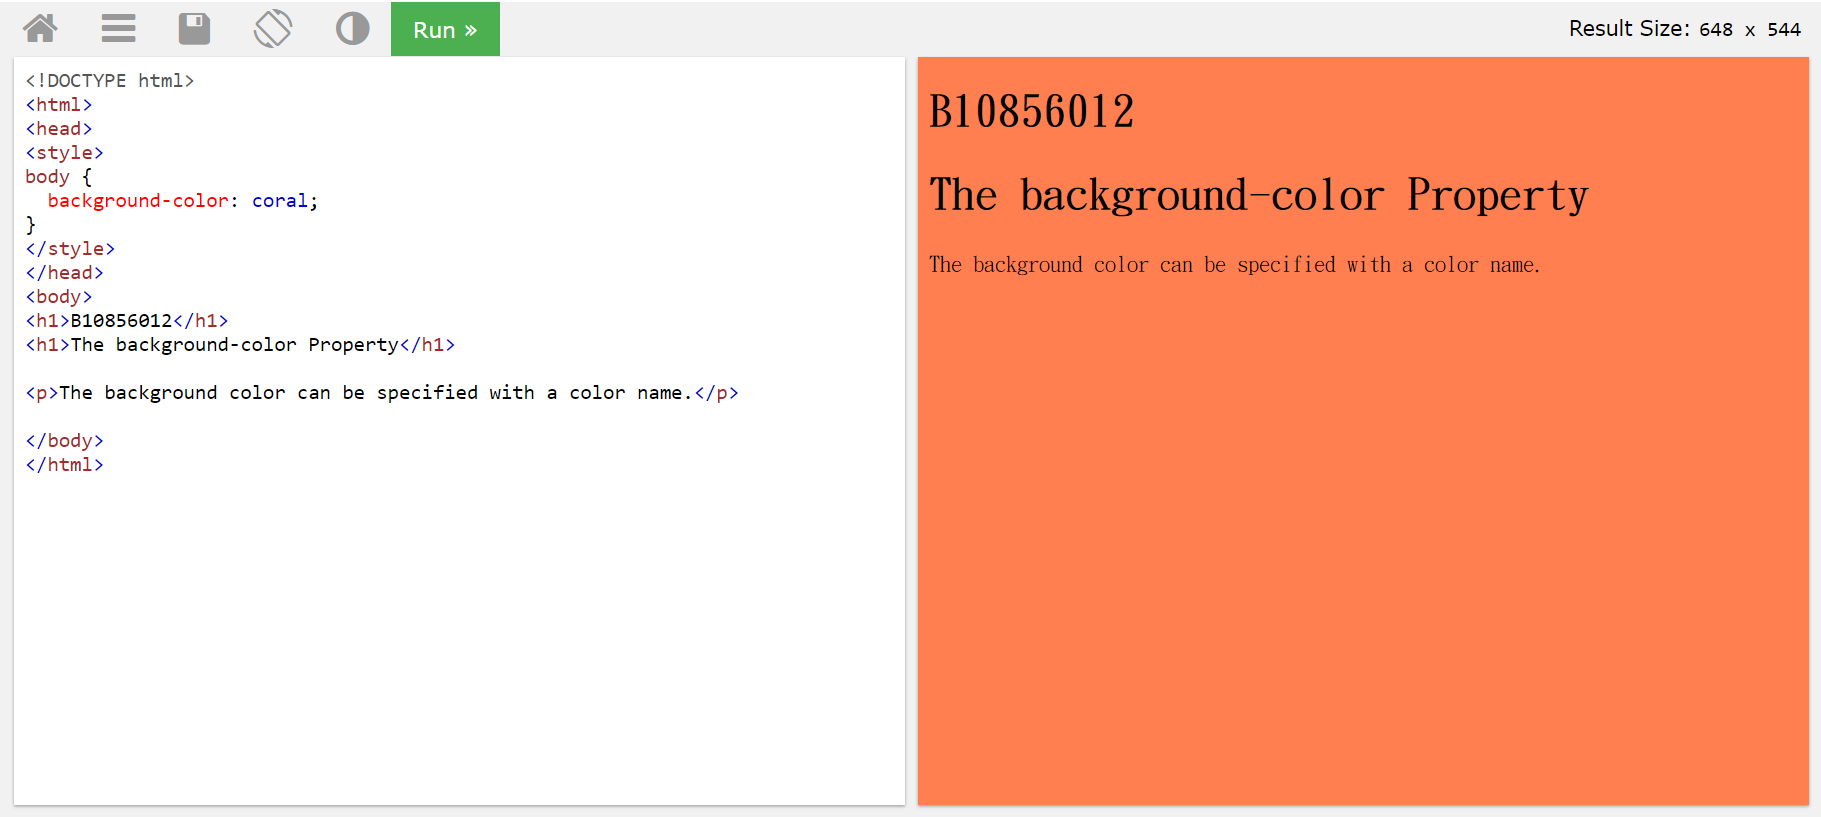 Run »
Result Size: 648 x 544
<!DOCTYPE html>
<html>
<head>
<style>
body {
  background-color: coral;
}
</style>
</head>
<body>
<h1>B10856012</h1>
<h1>The background-color Property</h1>

<p>The background color can be specified with a color name.</p>

</body>
</html>
B10856012
The background-color Property
The background color can be specified with a color name.